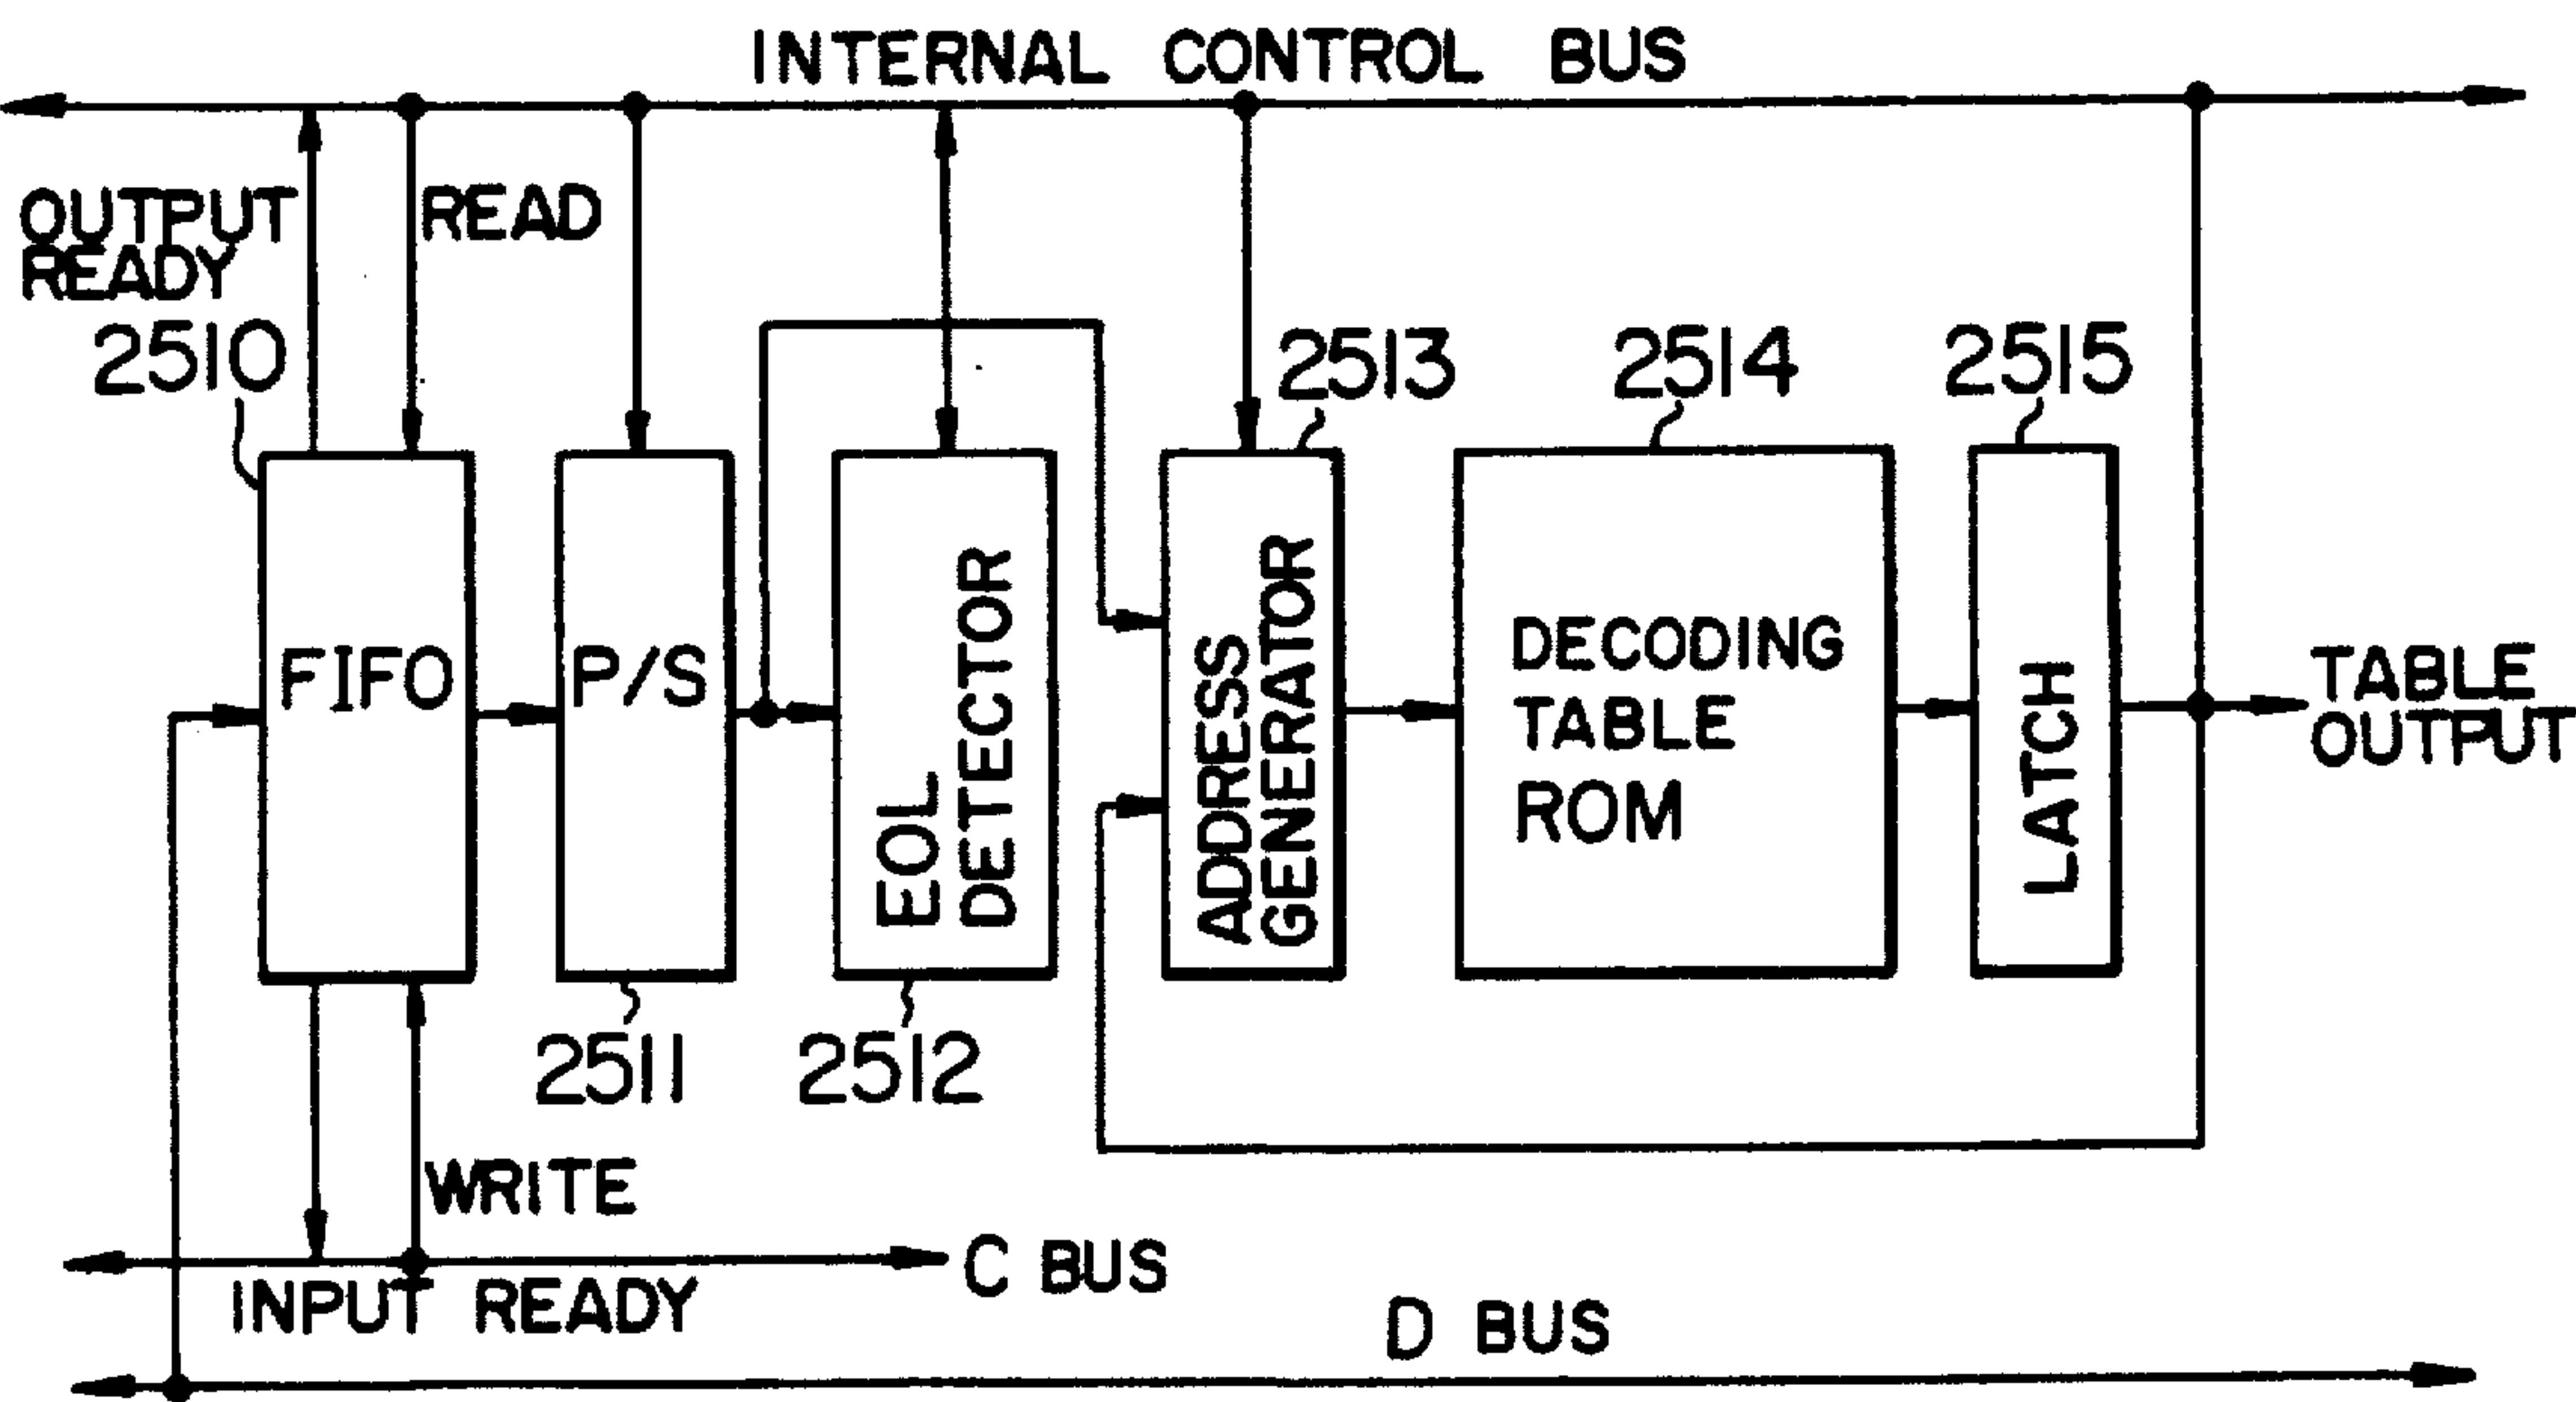 INTERNAL CONTROL BUS
OUTPUT
READY
READ
2510
2513
2514
2515
FIFO
P/S
EOL
DETECTOR
ADDRESS
GENERATOR
DECODING
TABLE
ROM
LATCH
TABLE
OUTPUT
2511
2512
WRITE
C BUS
INPUT READY
D BUS